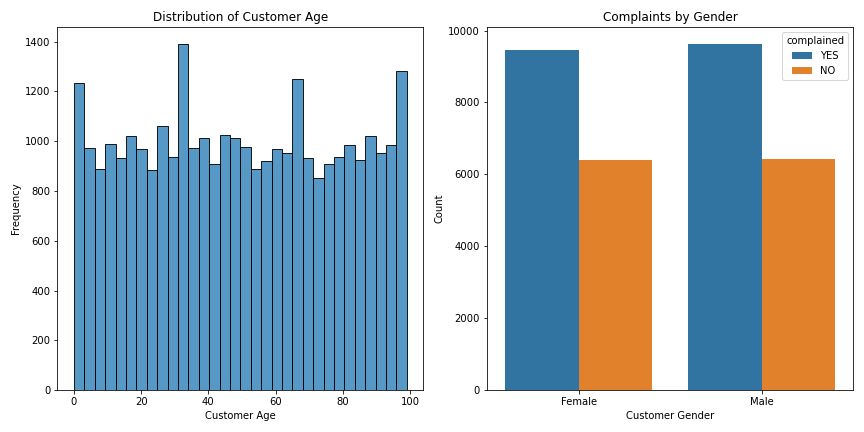 Distribution of Customer Age
Frequency
1400
1200
1000
800
600
400
200
0
0 20 40 60 80 100
Customer Age
Complaints by Gender
Count
10000
8000
6000
4000
2000
0
complained
YES
NO
Female Male
Customer Gender